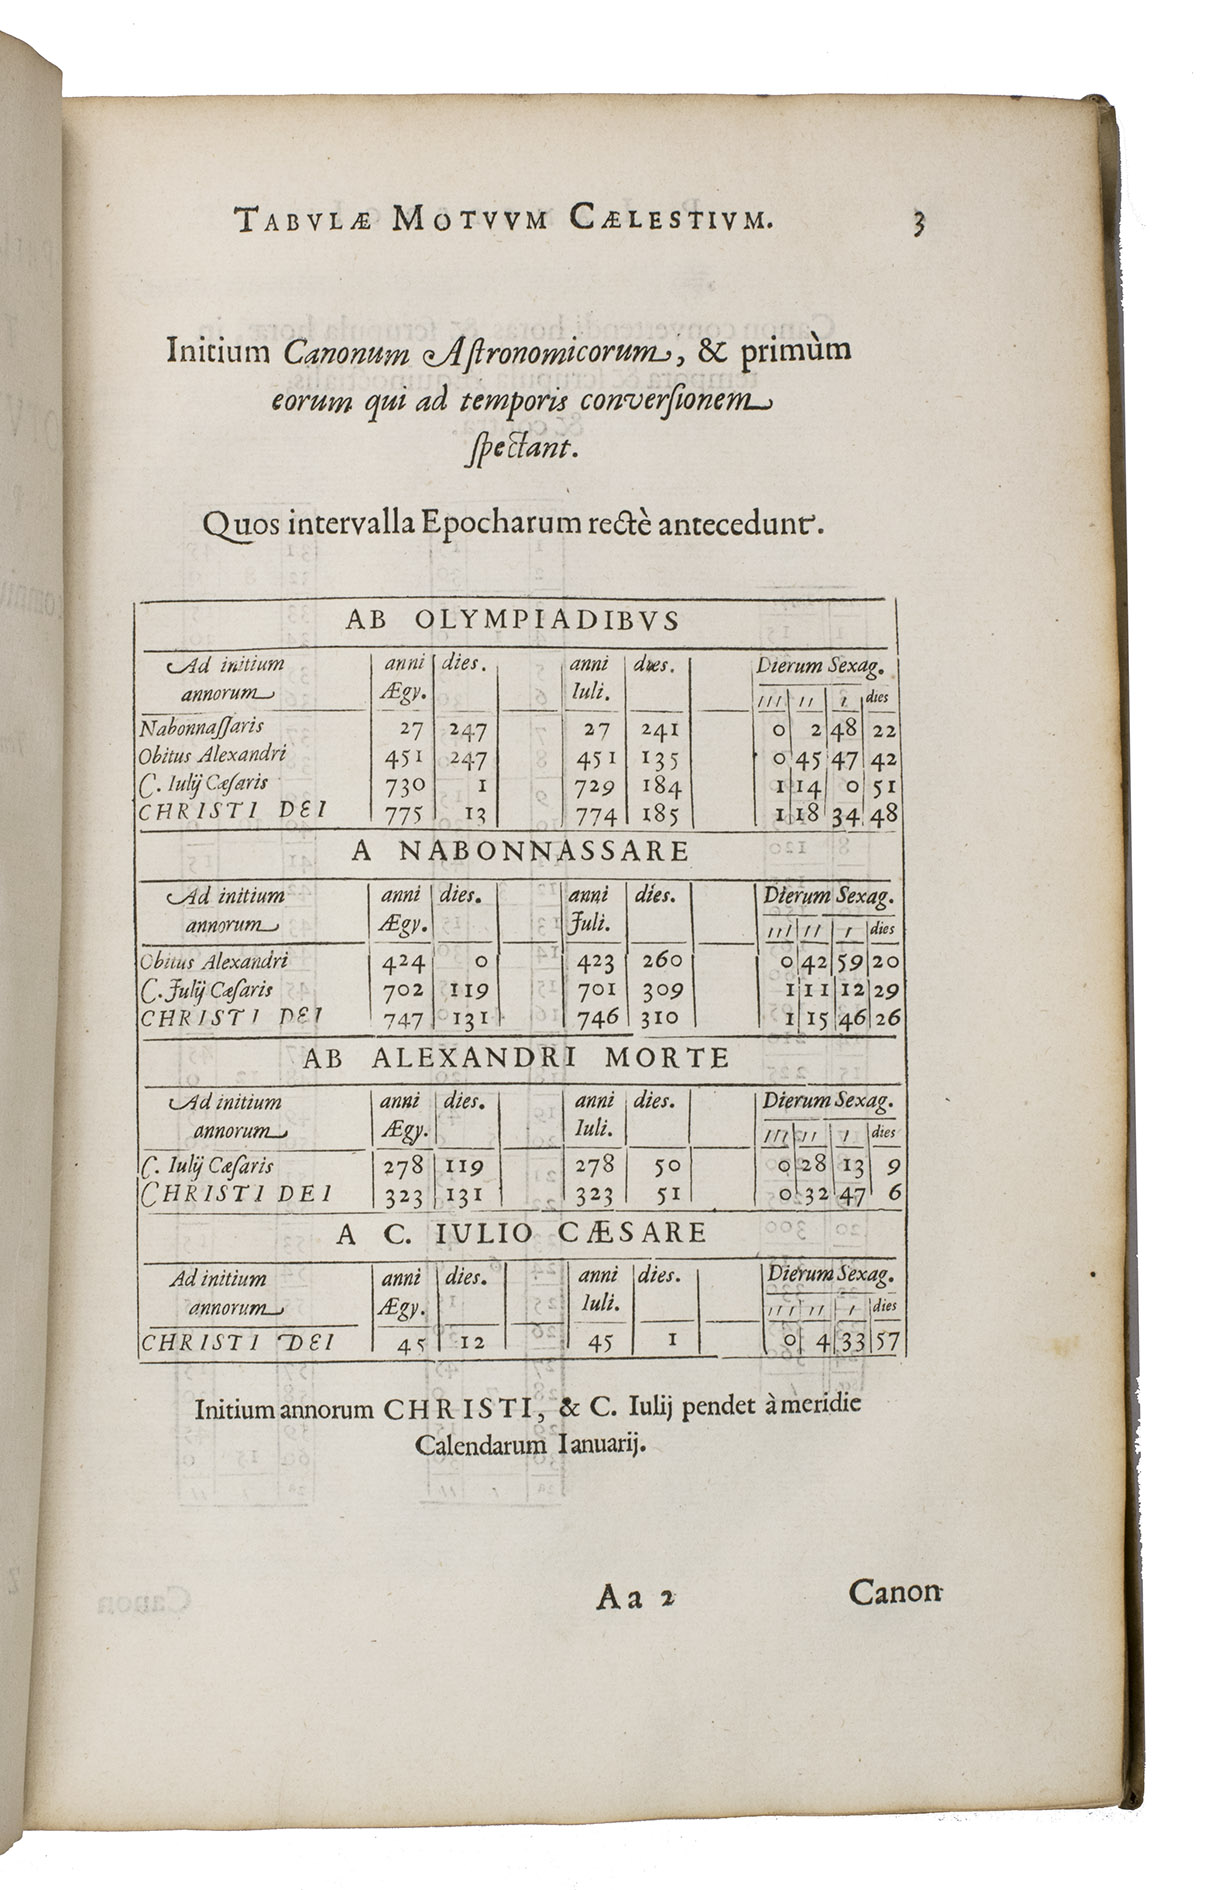 TABVLÆ MOTVVM CÆLESTIVM. 3
Initium Canonum Astronomicorum, & primùm
eorum qui ad temporis conversionem
spectant.
Quos intervalla Epocharum rectè antecedunt.
AB OLYMPIADIBVS
Ad initium anni dies. anni dies. Dierum Sexag.
annorum Ægy. Iuli. /// // / dies
Nabonnassaris 27 247 27 241 0 2 48 22
Obitus Alexandri 451 247 451 135 0 45 47 42
C. Iulij Cæsaris 730 1 729 184 1 14 0 51
CHRISTI DEI 775 13 774 185 1 18 34 48
A NABONNASSARE
Ad initium anni dies. anni dies. Dierum Sexag.
annorum Ægy. Juli. /// // / dies
Obitus Alexandri 424 0 423 260 0 42 59 20
C. Julij Cæsaris 702 119 701 309 1 11 12 29
CHRISTI DEI 747 131 746 310 1 15 46 26
AB ALEXANDRI MORTE
Ad initium anni dies. anni dies. Dierum Sexag.
annorum Ægy. Iuli. /// // / dies
C. Iulij Cæsaris 278 119 278 50 0 28 13 9
CHRISTI DEI 323 131 323 51 0 32 47 6
A C. IVLIO CÆSARE
Ad initium anni dies. anni dies. Dierum Sexag.
annorum Ægy. Iuli. /// // / dies
CHRISTI DEI 45 12 45 1 0 4 33 57
Initium annorum CHRISTI, & C. Iulij pendet à meridie
Calendarum Ianuarij.
Aa 2 Canon